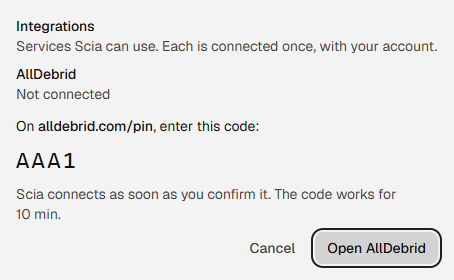 Integrations
Services Scia can use. Each is connected once, with your account.
AllDebrid
Not connected
On alldebrid.com/pin, enter this code:
AAA1
Scia connects as soon as you confirm it. The code works for
10 min.
Cancel
Open AllDebrid